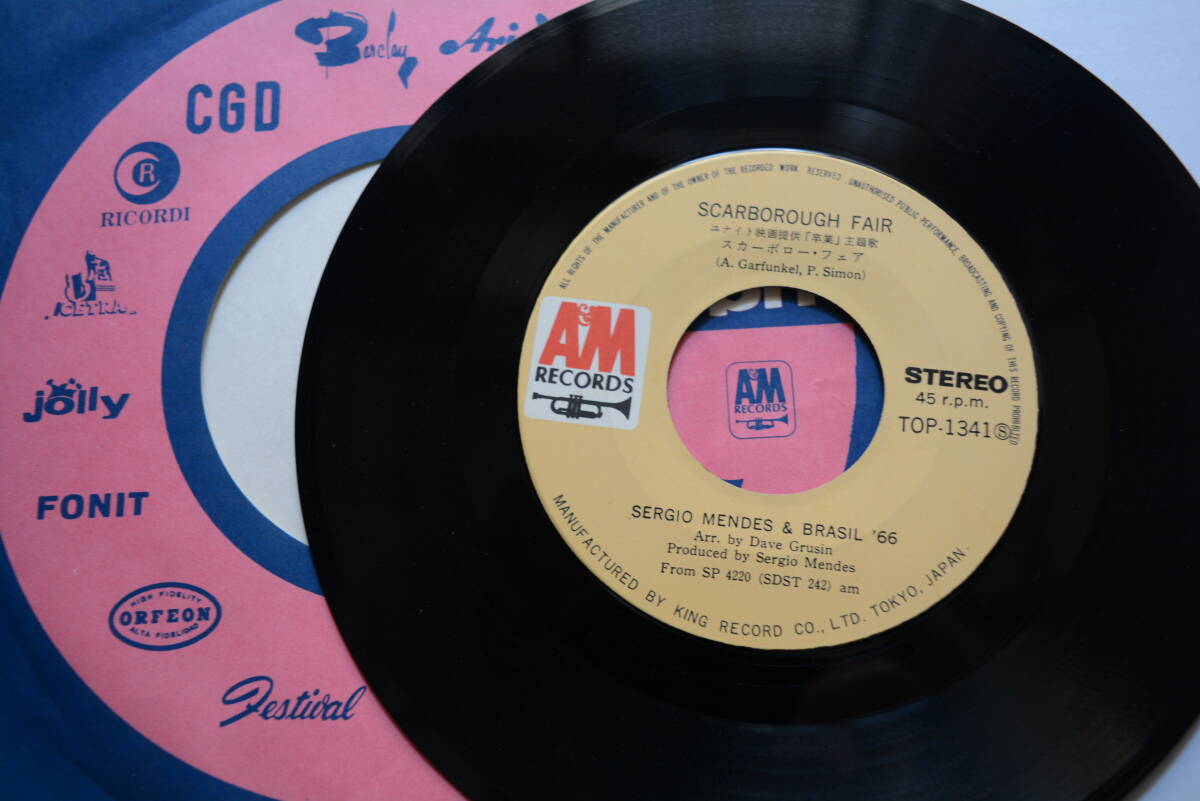 Barclay
CGD
R
RICORDI
CETRA
jolly
FONIT
HIGH FIDELITY
ORFEON
ALTA FIDELIDAD
Festival
ALL RIGHTS OF THE MANUFACTURER AND OF THE OWNER OF THE RECORDED WORK RESERVED. UNAUTHORISED PUBLIC PERFORMANCE, BROADCASTING AND COPYING OF THIS RECORD PROHIBITED
SCARBOROUGH FAIR
ユナイト映画提供「卒業」主題歌
スカーボロー・フェア
(A. Garfunkel, P. Simon)
A&M
RECORDS
A&M
RECORDS
STEREO
45 r.p.m.
TOP-1341Ⓢ
SERGIO MENDES & BRASIL '66
Arr. by Dave Grusin
Produced by Sergio Mendes
From SP 4220 (SDST 242) am
MANUFACTURED BY KING RECORD CO., LTD. TOKYO, JAPAN.